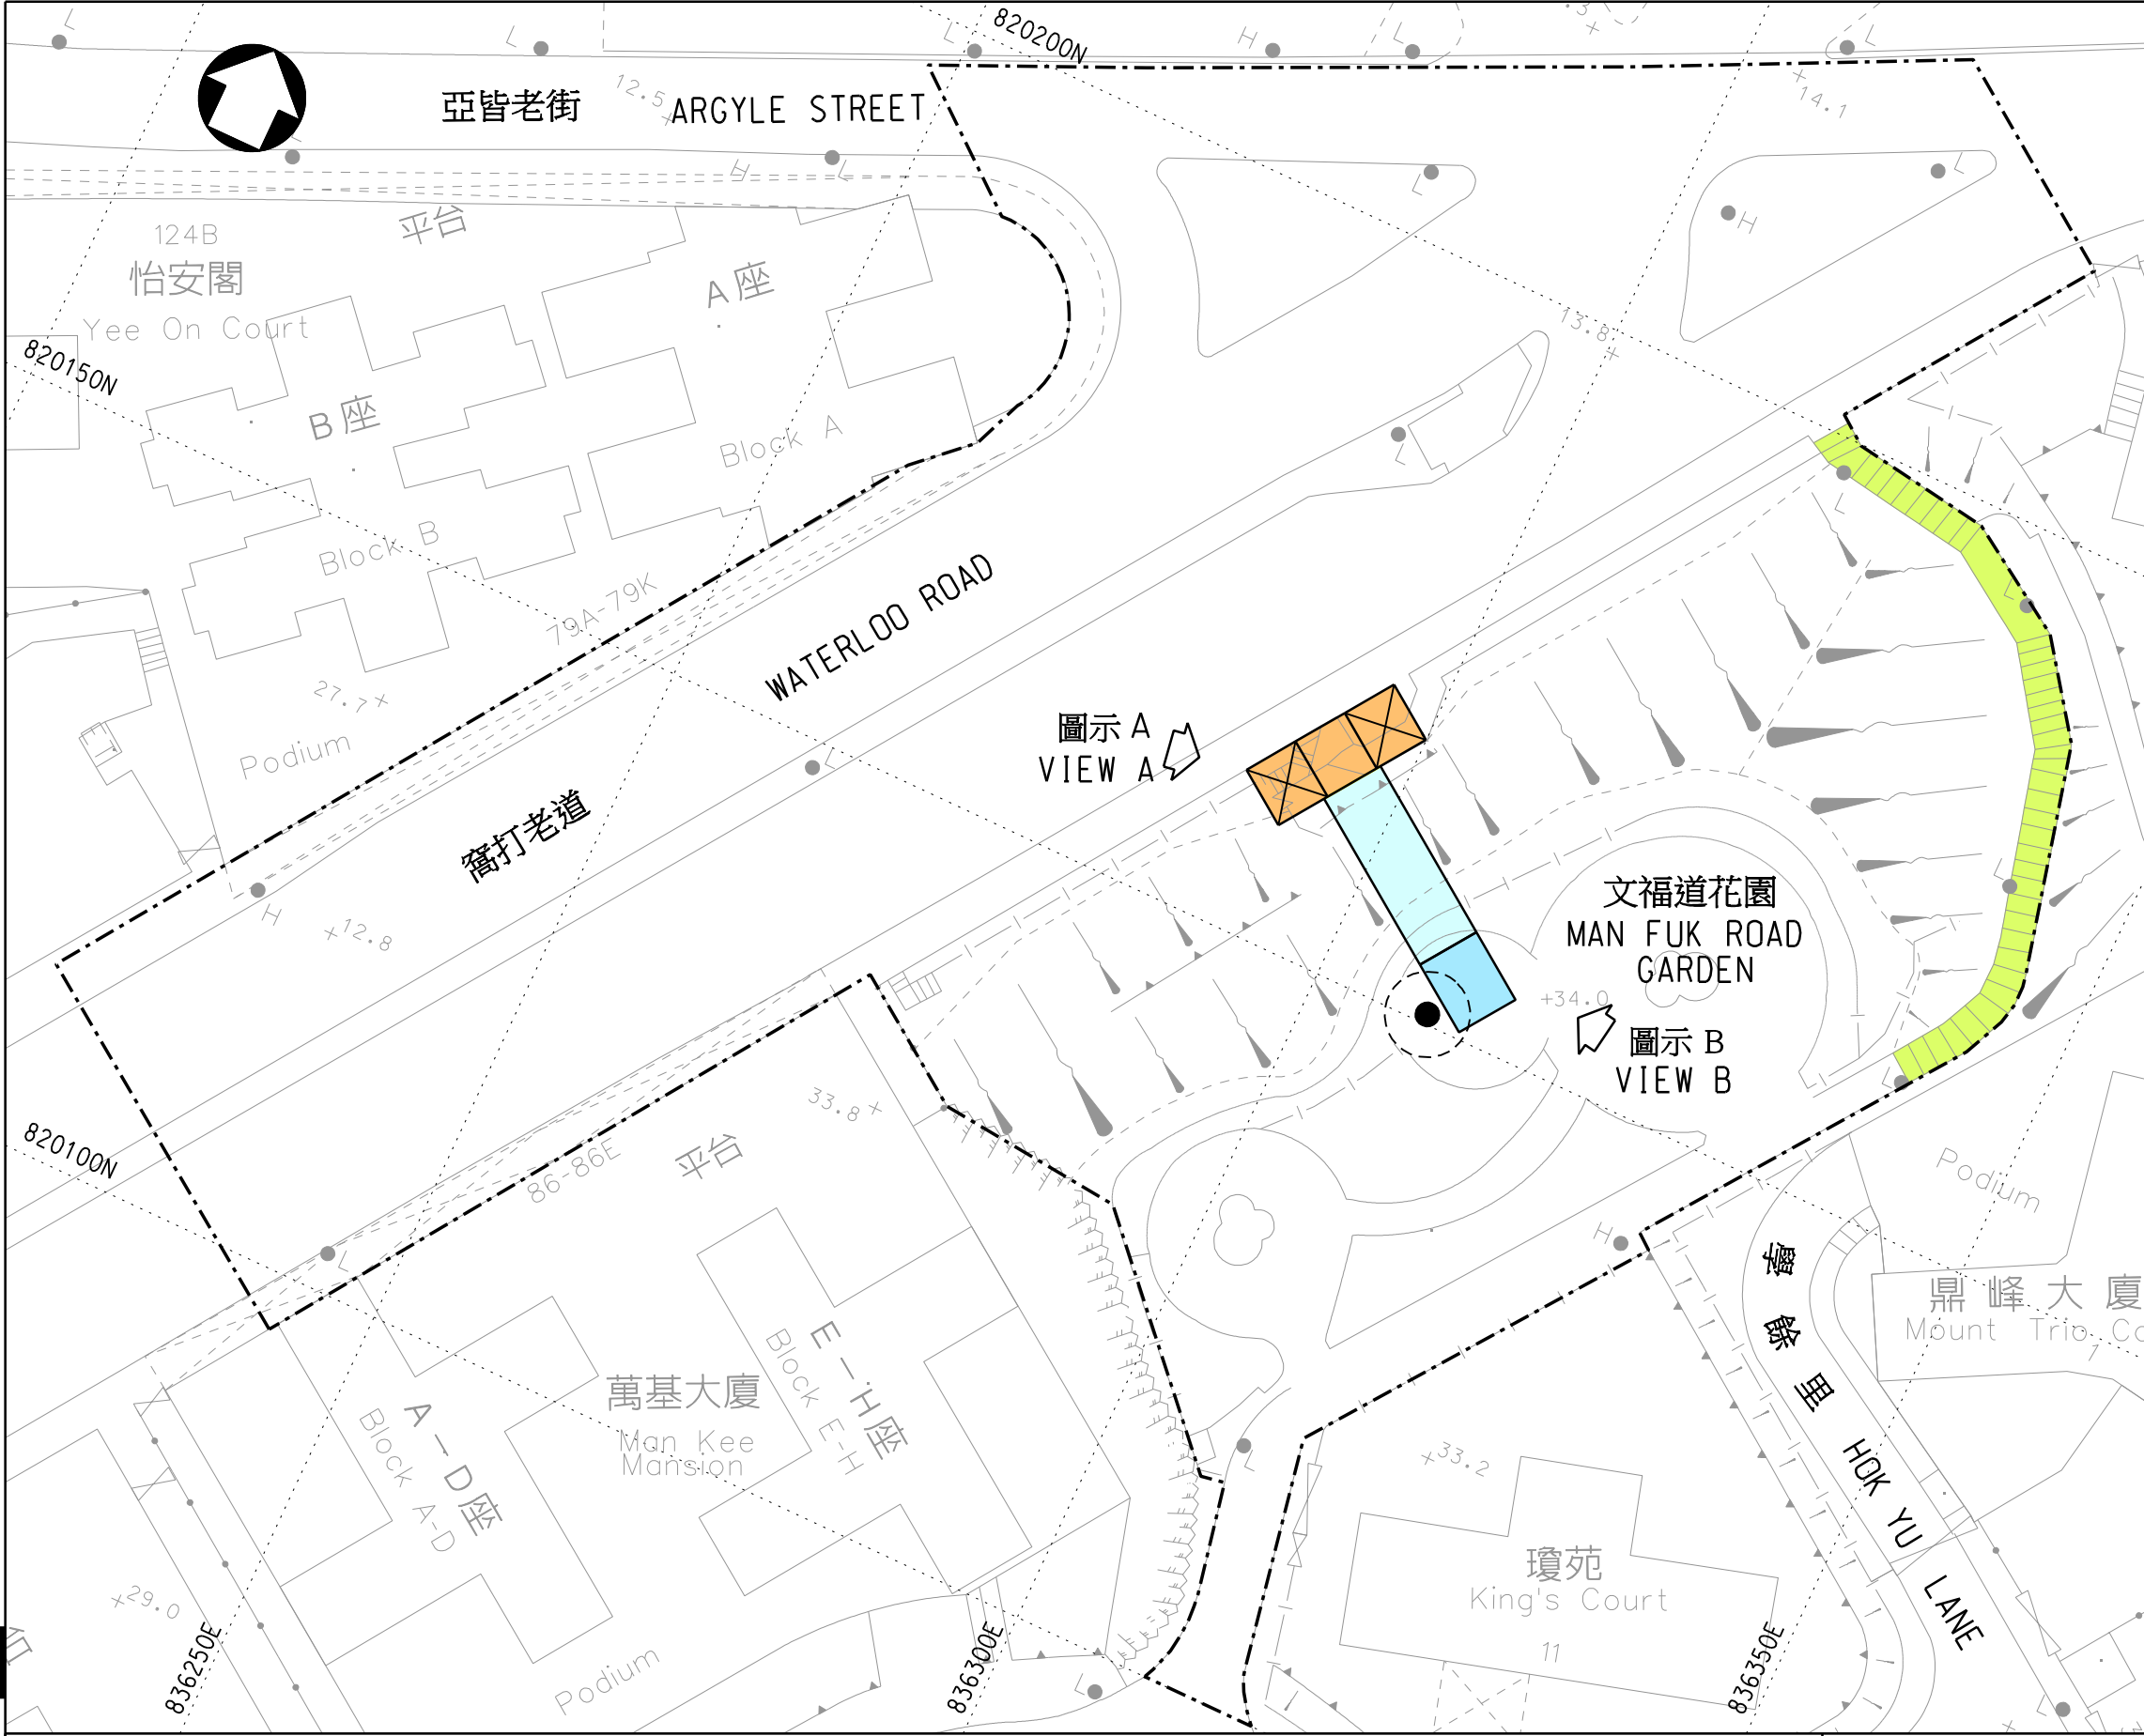 820200N
亞皆老街
12.5
ARGYLE STREET
14.1
124B
怡安閣
Yee On Court
平台
A座
Block A
B座
Block B
13.8
820150N
79A-79K
27.7
Podium
WATERLOO ROAD
窩打老道
圖示 A
VIEW A
12.8
文福道花園
MAN FUK ROAD
GARDEN
34.0
圖示 B
VIEW B
33.8
820100N
86-86E
平台
Podium
學餘里
HOK YU LANE
鼎峰大廈
Mount Trio Co
7
E-H座
Block E-H
萬基大廈
Man Kee
Mansion
A-D座
Block A-D
33.2
瓊苑
King's Court
11
29.0
Podium
836250E
836300E
836350E
L
L
L
H
L
L
L
H
L
L
L
H
L
L
L
L
H
L
L
H
L
L
L
L